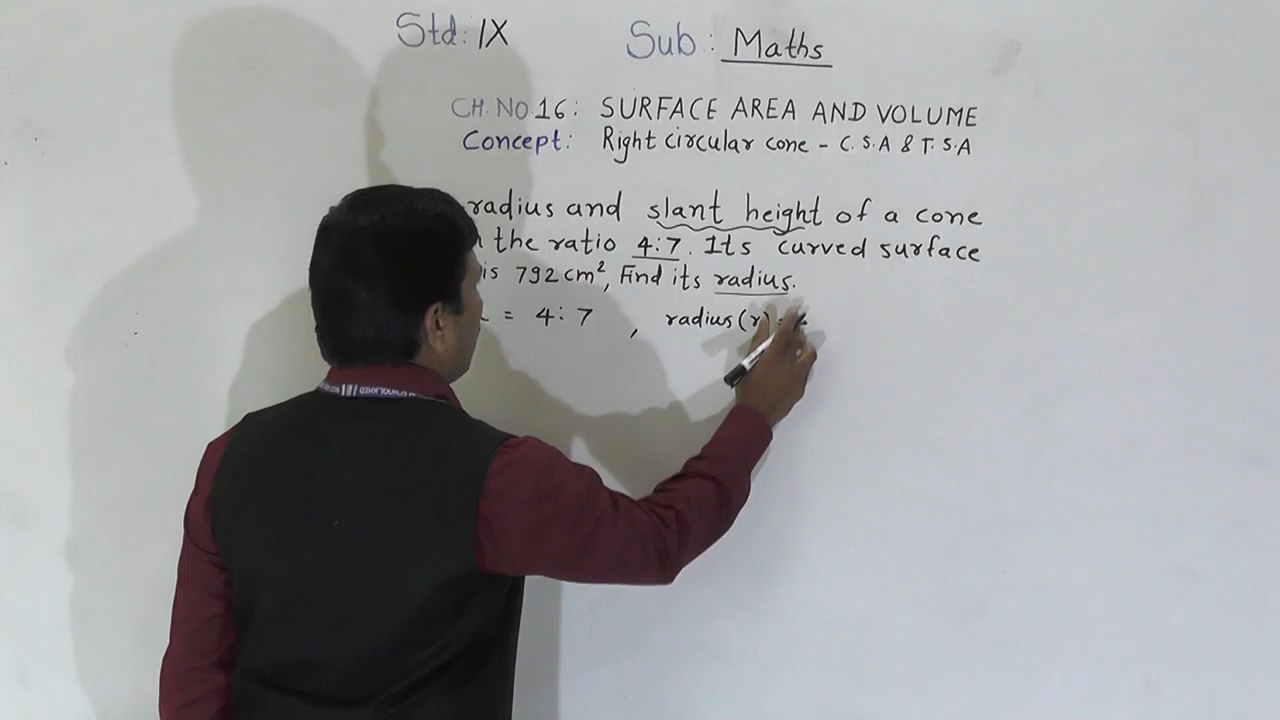 Std: IX Sub: Maths
CH. NO. 16: SURFACE AREA AND VOLUME
Concept: Right circular cone - C.S.A & T.S.A
radius and slant height of a cone
the ratio 4:7. Its curved surface
is 792 cm², Find its radius.
= 4:7 , radius (r) =